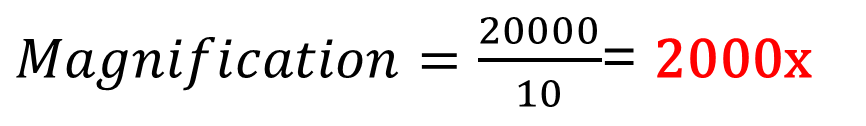 Magnification = 20000/10 = 2000x